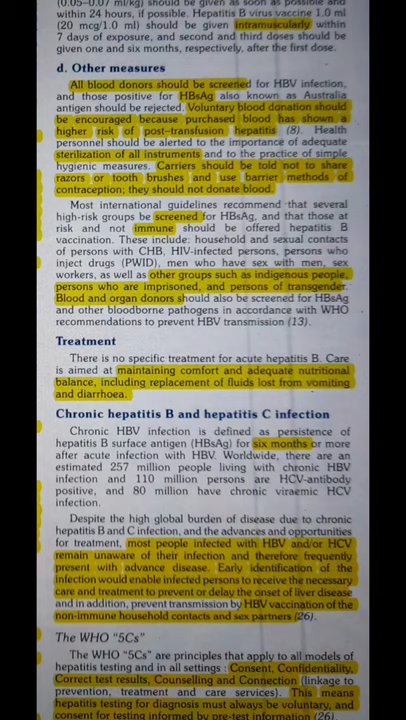 (0.05-0.07 ml/kg) should be given as soon as possible and
within 24 hours, if possible. Hepatitis B virus vaccine 1.0 ml
(20 mcg/1.0 ml) should be given intramuscularly within
7 days of exposure, and second and third doses should be
given one and six months, respectively, after the first dose.
d. Other measures
All blood donors should be screened for HBV infection,
and those positive for HBsAg also known as Australia
antigen should be rejected. Voluntary blood donation should
be encouraged because purchased blood has shown a
higher risk of post-transfusion hepatitis (8). Health
personnel should be alerted to the importance of adequate
sterilization of all instruments and to the practice of simple
hygienic measures. Carriers should be told not to share
razors or tooth brushes and use barrier methods of
contraception; they should not donate blood.
Most international guidelines recommend that several
high-risk groups be screened for HBsAg, and that those at
risk and not immune should be offered hepatitis B
vaccination. These include: household and sexual contacts
of persons with CHB, HIV-infected persons, persons who
inject drugs (PWID), men who have sex with men, sex
workers, as well as other groups such as indigenous people,
persons who are imprisoned, and persons of transgender.
Blood and organ donors should also be screened for HBsAg
and other bloodborne pathogens in accordance with WHO
recommendations to prevent HBV transmission (13).
Treatment
There is no specific treatment for acute hepatitis B. Care
is aimed at maintaining comfort and adequate nutritional
balance, including replacement of fluids lost from vomiting
and diarrhoea.
Chronic hepatitis B and hepatitis C infection
Chronic HBV infection is defined as persistence of
hepatitis B surface antigen (HBsAg) for six months or more
after acute infection with HBV. Worldwide, there are an
estimated 257 million people living with chronic HBV
infection and 110 million persons are HCV-antibody
positive, and 80 million have chronic viraemic HCV
infection.
Despite the high global burden of disease due to chronic
hepatitis B and C infection, and the advances and opportunities
for treatment, most people infected with HBV and/or HCV
remain unaware of their infection and therefore frequently
present with advance disease. Early identification of the
infection would enable infected persons to receive the necessary
care and treatment to prevent or delay the onset of liver disease
and in addition, prevent transmission by HBV vaccination of the
non-immune household contacts and sex partners (26).
The WHO "5Cs"
The WHO "5Cs" are principles that apply to all models of
hepatitis testing and in all settings : Consent, Confidentiality,
Correct test results, Counselling and Connection (linkage to
prevention, treatment and care services). This means
hepatitis testing for diagnosis must always be voluntary, and
consent for testing informed by pre-test information (26).